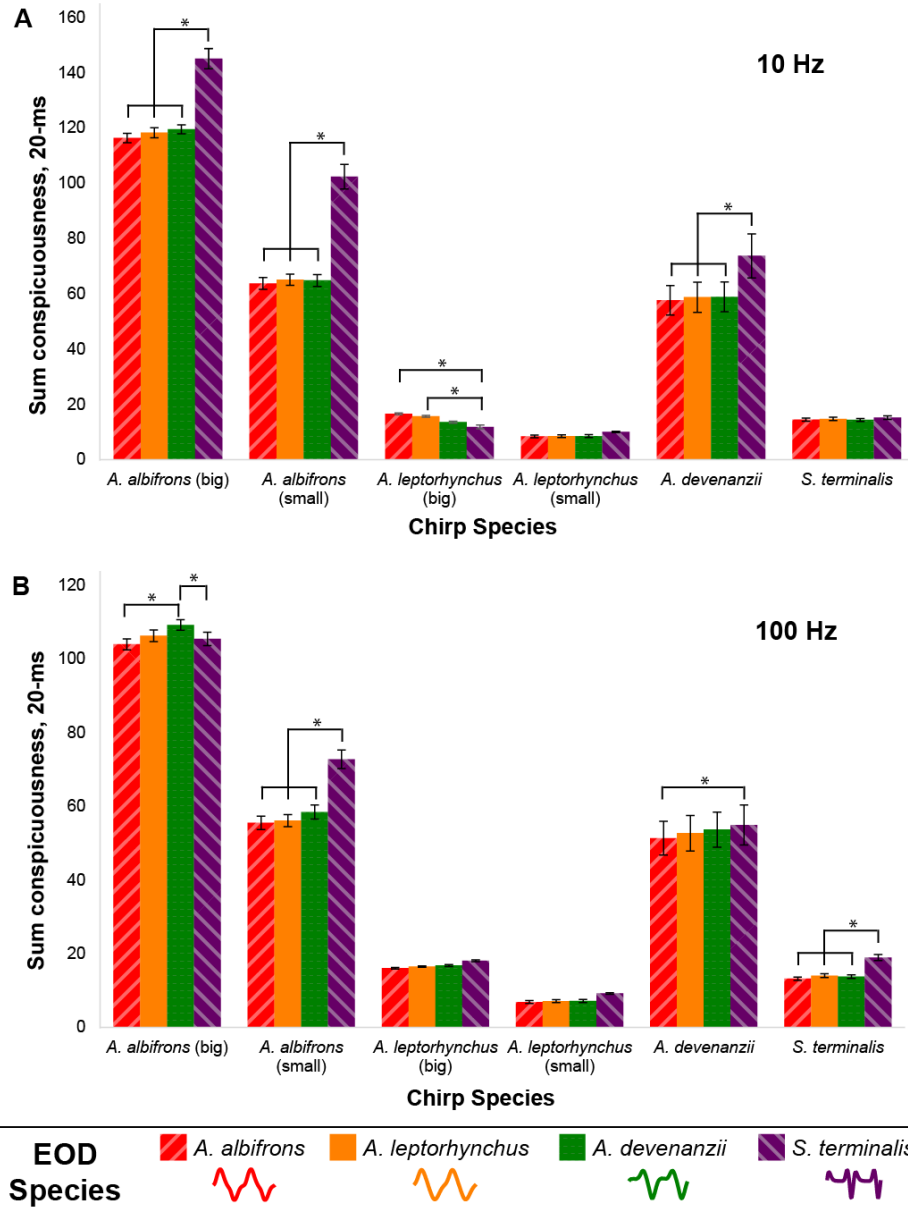 A
10 Hz
Sum conspicuousness, 20-ms
160
140
120
100
80
60
40
20
0
*
*
*
*
*
A. albifrons (big)
A. albifrons
(small)
A. leptorhynchus
(big)
A. leptorhynchus
(small)
A. devenanzii
S. terminalis
Chirp Species
B
100 Hz
Sum conspicuousness, 20-ms
120
100
80
60
40
20
0
*
*
*
*
*
A. albifrons (big)
A. albifrons
(small)
A. leptorhynchus
(big)
A. leptorhynchus
(small)
A. devenanzii
S. terminalis
Chirp Species
EOD
Species
A. albifrons
A. leptorhynchus
A. devenanzii
S. terminalis